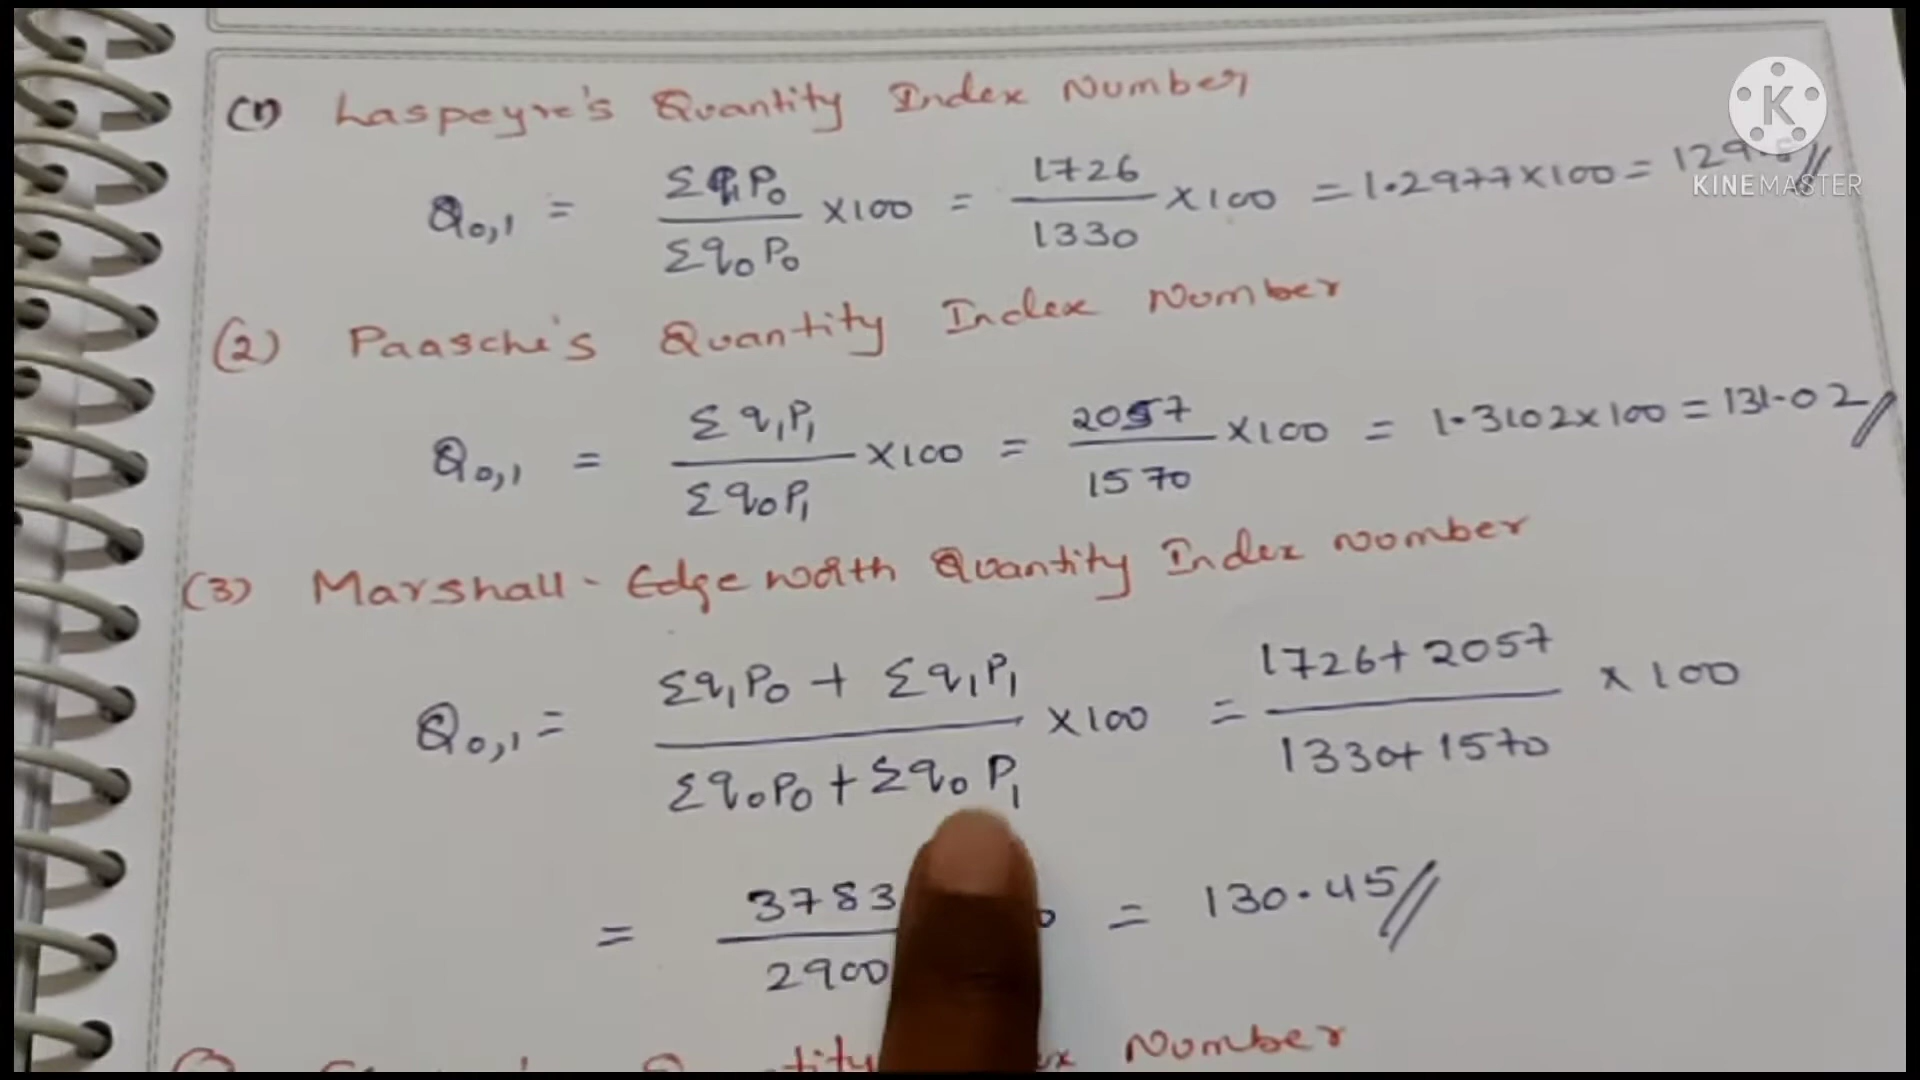 (1) Laspeyre's Quantity Index Number
Q0,1 = Σq1P0 / Σq0P0 ×100 = 1726 / 1330 ×100 = 1.2977×100 = 129.
K
KINEMASTER
(2) Paasche's Quantity Index Number
Q0,1 = Σq1P1 / Σq0P1 ×100 = 2057 / 1570 ×100 = 1.3102×100 = 131.02//
(3) Marshall-Edgeworth Quantity Index number
Q0,1 = Σq1P0 + Σq1P1 / Σq0P0 + Σq0P1 ×100 = 1726+2057 / 1330+1570 ×100
= 3783 / 2900 = 130.45//
Number